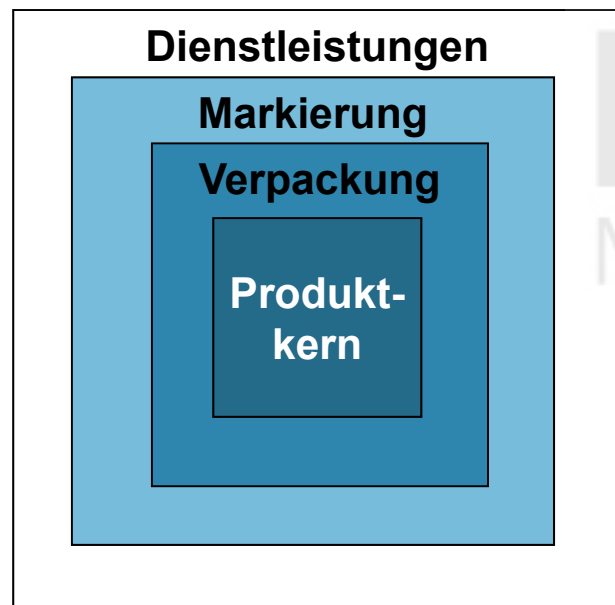 Dienstleistungen
Markierung
Verpackung
Produkt-
kern